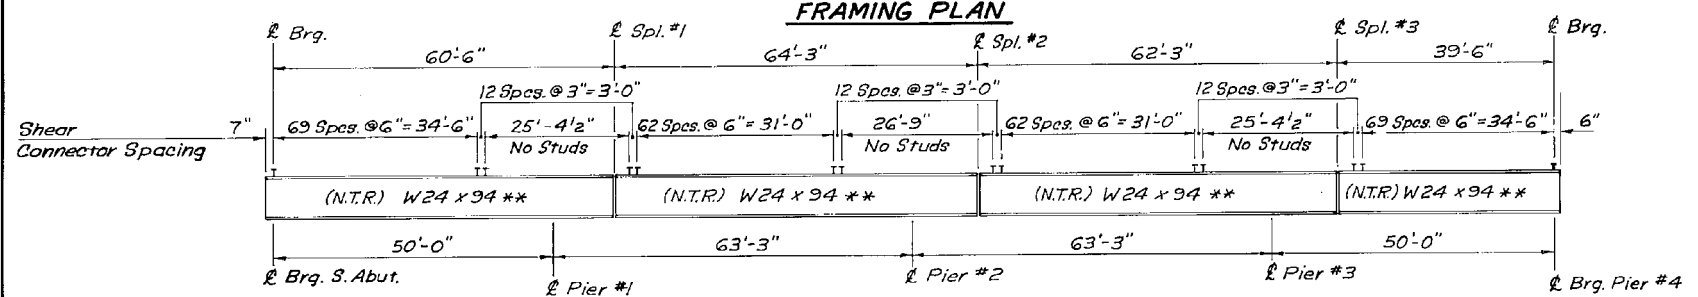 FRAMING PLAN
℄ Brg.
℄ Spl. #1
℄ Spl. #2
℄ Spl. #3
℄ Brg.
60'-6"
64'-3"
62'-3"
39'-6"
12 Spcs. @ 3" = 3'-0"
12 Spcs. @ 3" = 3'-0"
12 Spcs. @ 3" = 3'-0"
Shear
Connector Spacing
7"
69 Spcs. @ 6" = 34'-6"
25'-4½"
No Studs
62 Spcs. @ 6" = 31'-0"
26'-9"
No Studs
62 Spcs. @ 6" = 31'-0"
25'-4½"
No Studs
69 Spcs. @ 6" = 34'-6"
6"
(N.T.R.) W24 x 94 **
(N.T.R.) W24 x 94 **
(N.T.R.) W24 x 94 **
(N.T.R.) W24 x 94 **
50'-0"
63'-3"
63'-3"
50'-0"
℄ Brg. S. Abut.
℄ Pier #1
℄ Pier #2
℄ Pier #3
℄ Brg. Pier #4